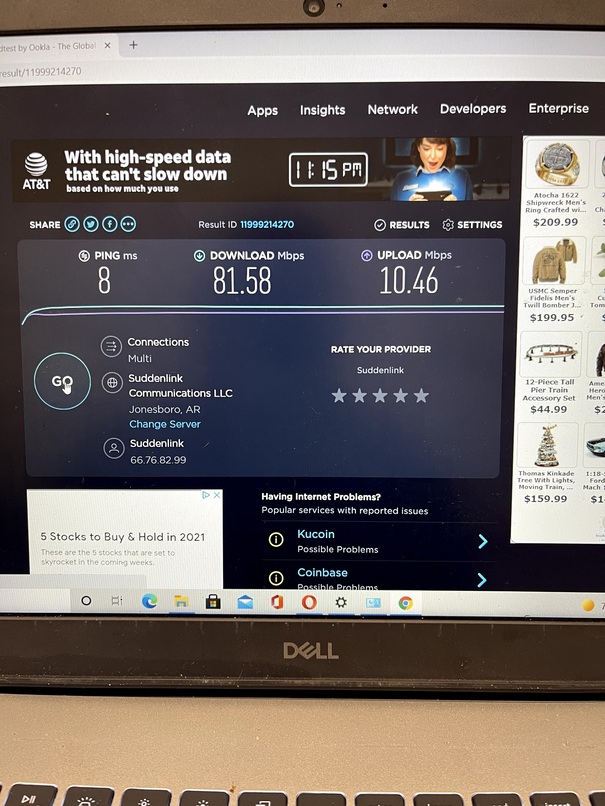 dtest by Ookla - The Global
result/11999214270
Apps Insights Network Developers Enterprise
AT&T
With high-speed data
that can't slow down
based on how much you use
11:15 PM
SHARE
Result ID 11999214270
RESULTS SETTINGS
PING ms
8
DOWNLOAD Mbps
81.58
UPLOAD Mbps
10.46
GO
Connections
Multi
Suddenlink
Communications LLC
Jonesboro, AR
Change Server
Suddenlink
66.76.82.99
RATE YOUR PROVIDER
Suddenlink
5 Stocks to Buy & Hold in 2021
These are the 5 stocks that are set to
skyrocket in the coming weeks.
Having Internet Problems?
Popular services with reported issues
Kucoin
Possible Problems
Coinbase
Possible Problems
Atocha 1622
Shipwreck Men's
Ring Crafted wi...
$209.99
USMC Semper
Fidelis Men's
Twill Bomber J...
$199.95
12-Piece Tall
Pier Train
Accessory Set
$44.99
Thomas Kinkade
Tree With Lights,
Moving Train, ...
$159.99
DELL